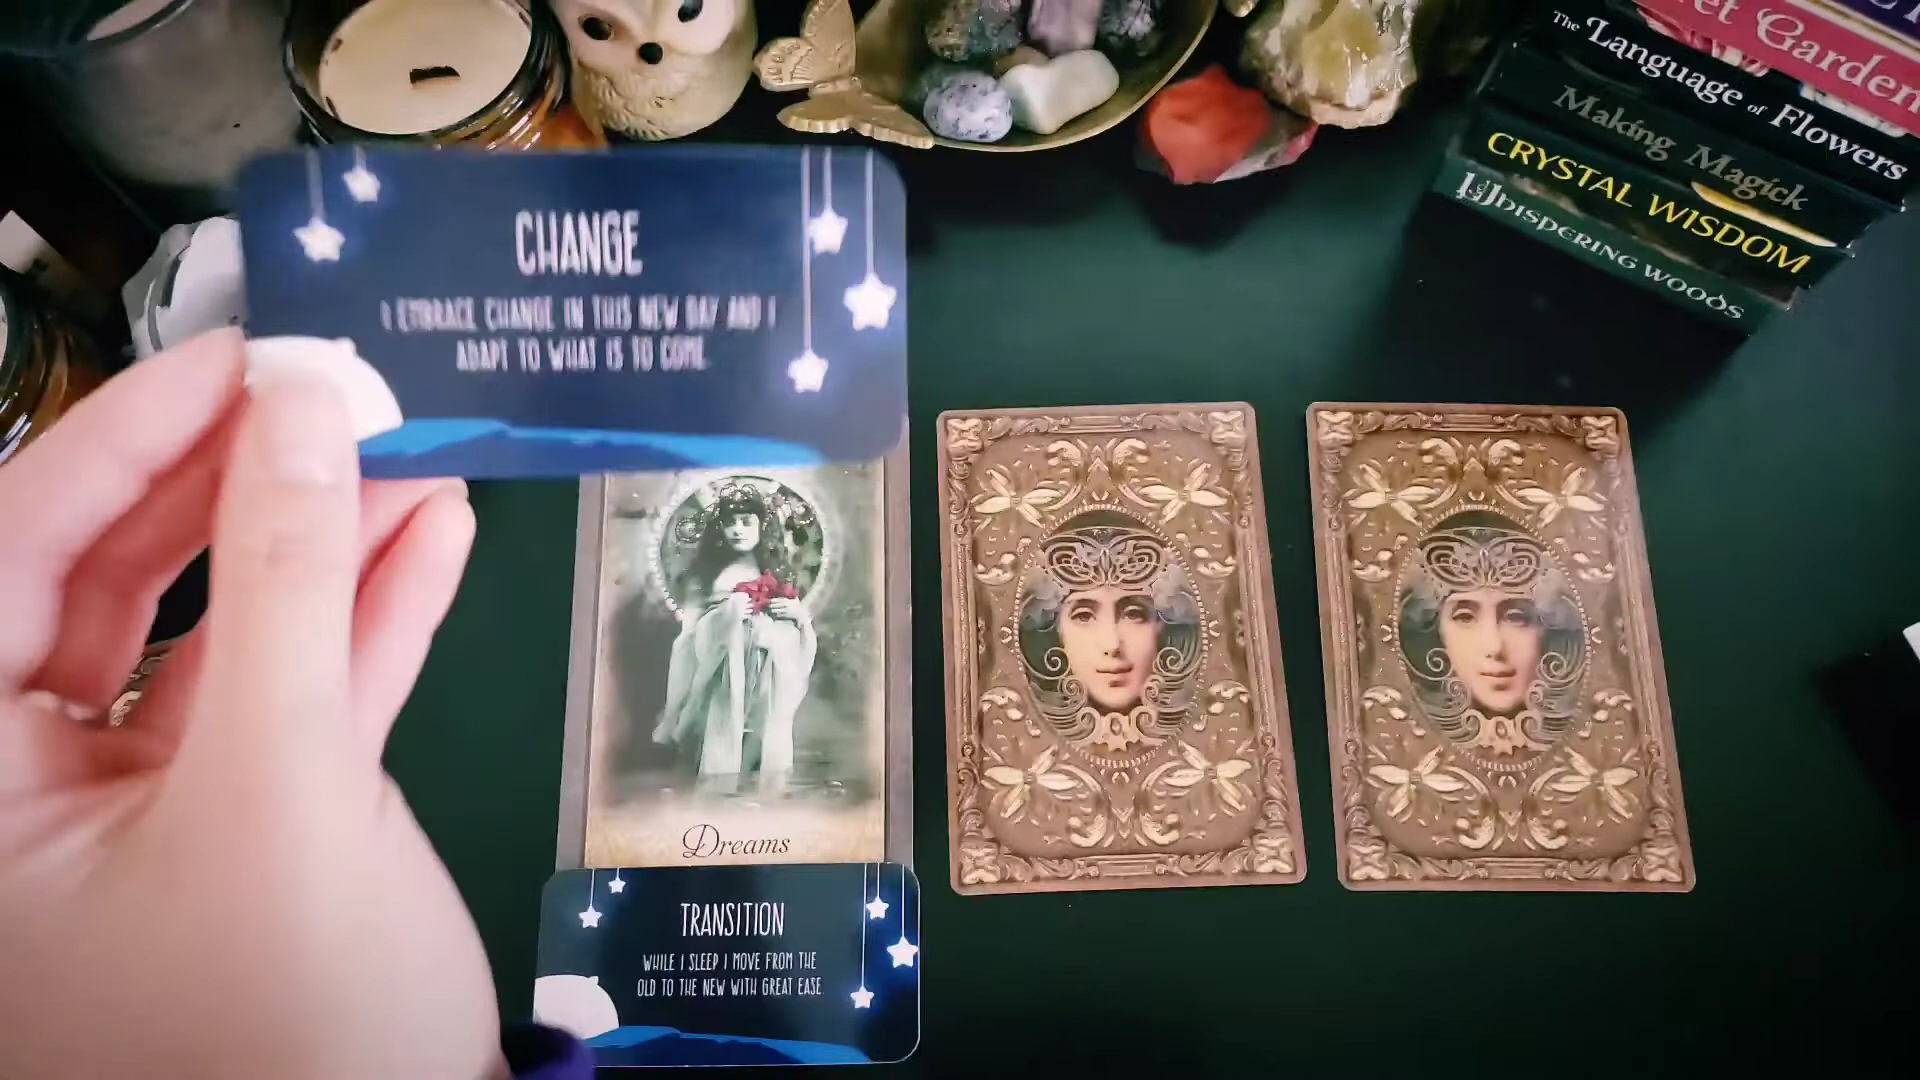 CHANGE
I EMBRACE CHANGE IN THIS NEW DAY AND I
ADAPT TO WHAT IS TO COME.
Dreams
TRANSITION
WHILE I SLEEP I MOVE FROM THE
OLD TO THE NEW WITH GREAT EASE.
Garden
The Language of Flowers
Making Magick
CRYSTAL WISDOM
Whispering Woods